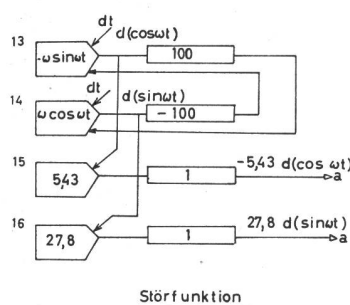 dt
d(cosωt)
13
-ωsinωt
100
dt
d(sinωt)
14
ωcosωt
- 100
15
5,43
1
-5,43 d(cos ωt)
a
16
27,8
1
27,8 d(sinωt)
a
Störfunktion